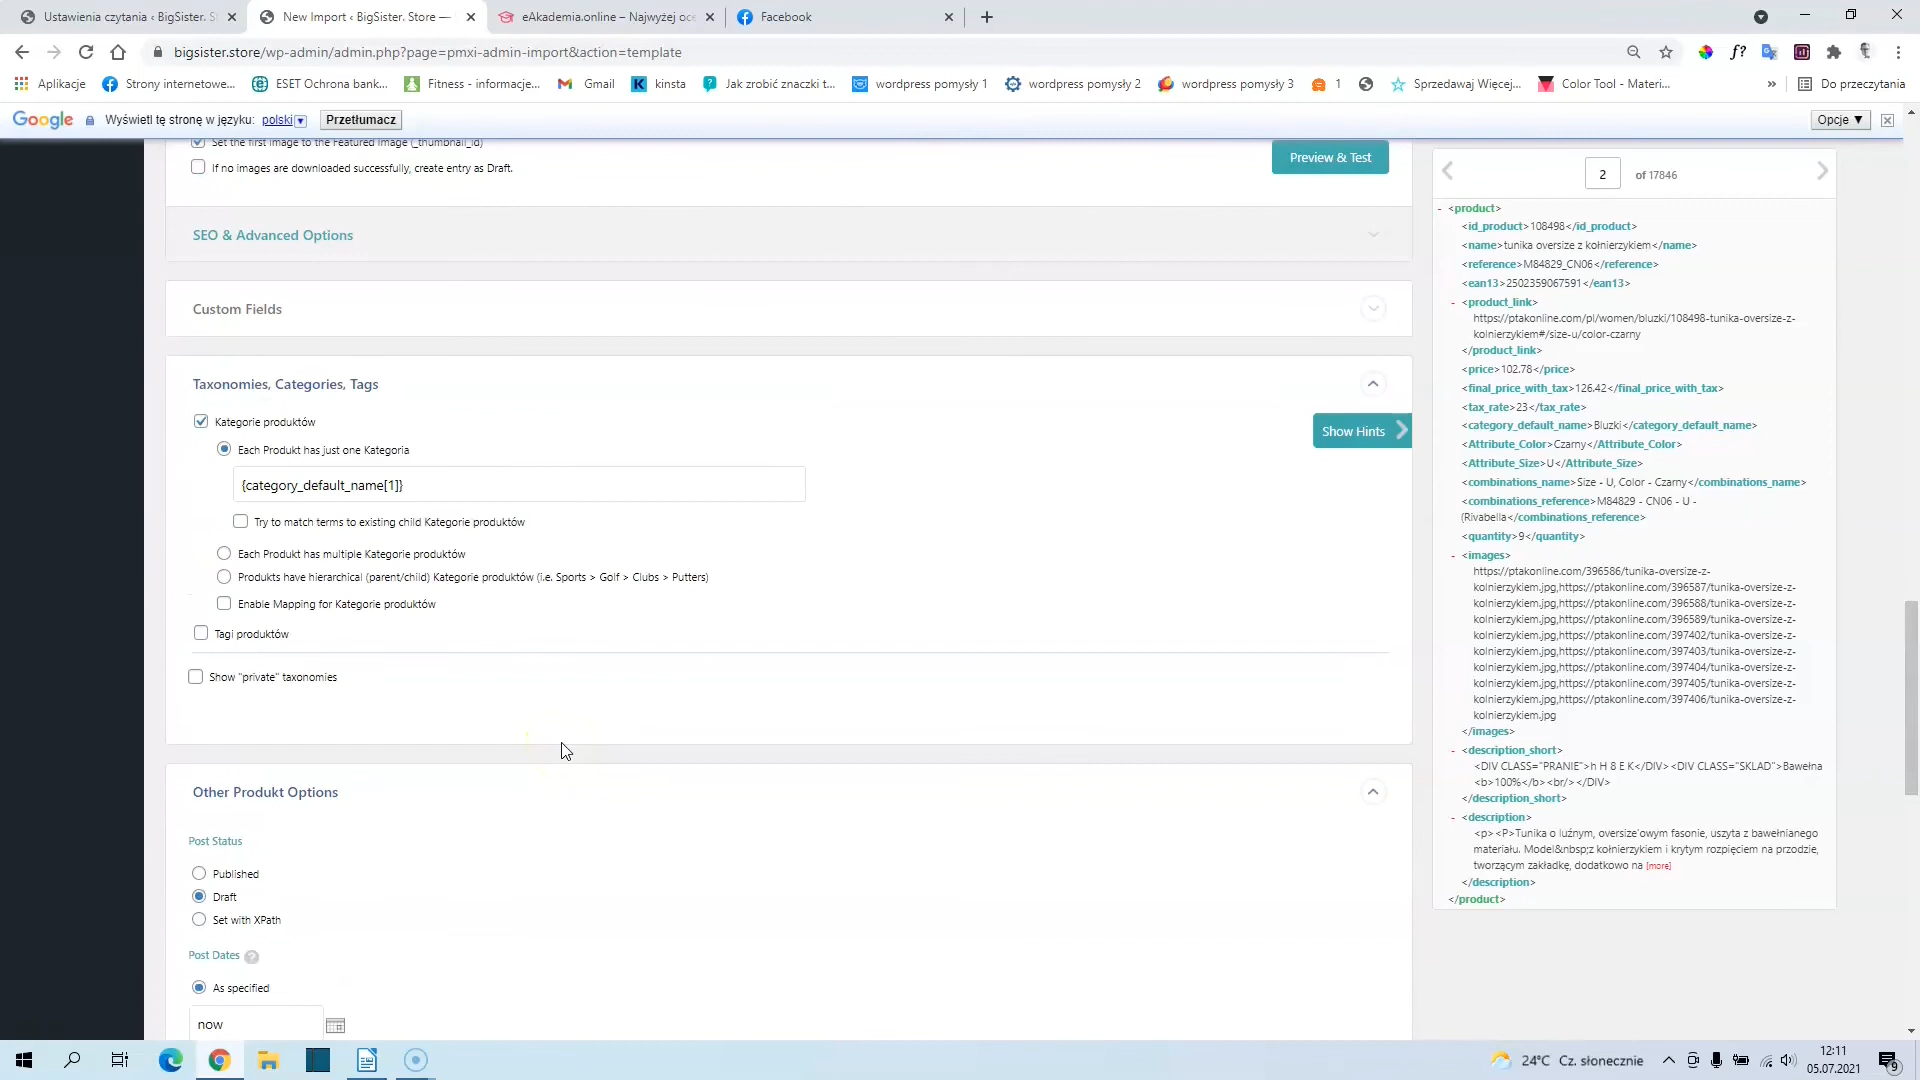 Ustawienia czytania ‹ BigSister. S
New Import ‹ BigSister. Store —
eAkademia.online – Najwyżej oce
Facebook
bigsister.store/wp-admin/admin.php?page=pmxi-admin-import&action=template
Aplikacje
Strony internetowe...
ESET Ochrona bank...
Fitness - informacje...
Gmail
kinsta
Jak zrobić znaczki t...
wordpress pomysły 1
wordpress pomysły 2
wordpress pomysły 3
1
Sprzedawaj Więcej,...
Color Tool - Materi...
»
Do przeczytania
Google
Wyświetl tę stronę w języku: polski
Przetłumacz
Opcje ▼
Set the first image to the Featured Image (_thumbnail_id)
If no images are downloaded successfully, create entry as Draft.
Preview & Test
SEO & Advanced Options
Custom Fields
Taxonomies, Categories, Tags
Kategorie produktów
Show Hints
Each Produkt has just one Kategoria
{category_default_name[1]}
Try to match terms to existing child Kategorie produktów
Each Produkt has multiple Kategorie produktów
Produkts have hierarchical (parent/child) Kategorie produktów (i.e. Sports > Golf > Clubs > Putters)
Enable Mapping for Kategorie produktów
Tagi produktów
Show "private" taxonomies
Other Produkt Options
Post Status
Published
Draft
Set with XPath
Post Dates ?
As specified
now
2 of 17846
- <product>
<id_product>108498</id_product>
<name>tunika oversize z kołnierzykiem</name>
<reference>M84829_CN06</reference>
<ean13>2502359067591</ean13>
- <product_link>
https://ptakonline.com/pl/women/bluzki/108498-tunika-oversize-z-
kolnierzykiem#/size-u/color-czarny
</product_link>
<price>102.78</price>
<final_price_with_tax>126.42</final_price_with_tax>
<tax_rate>23</tax_rate>
<category_default_name>Bluzki</category_default_name>
<Attribute_Color>Czarny</Attribute_Color>
<Attribute_Size>U</Attribute_Size>
<combinations_name>Size - U, Color - Czarny</combinations_name>
<combinations_reference>M84829 - CN06 - U -
(Rivabella</combinations_reference>
<quantity>9</quantity>
- <images>
https://ptakonline.com/396586/tunika-oversize-z-
kolnierzykiem.jpg,https://ptakonline.com/396587/tunika-oversize-z-
kolnierzykiem.jpg,https://ptakonline.com/396588/tunika-oversize-z-
kolnierzykiem.jpg,https://ptakonline.com/396589/tunika-oversize-z-
kolnierzykiem.jpg,https://ptakonline.com/397402/tunika-oversize-z-
kolnierzykiem.jpg,https://ptakonline.com/397403/tunika-oversize-z-
kolnierzykiem.jpg,https://ptakonline.com/397404/tunika-oversize-z-
kolnierzykiem.jpg,https://ptakonline.com/397405/tunika-oversize-z-
kolnierzykiem.jpg,https://ptakonline.com/397406/tunika-oversize-z-
kolnierzykiem.jpg
</images>
- <description_short>
<DIV CLASS="PRANIE">h H 8 E K</DIV><DIV CLASS="SKLAD">Bawełna
<b>100%</b><br/></DIV>
</description_short>
- <description>
<p><P>Tunika o luźnym, oversize'owym fasonie, uszyta z bawełnianego
materiału. Model&nbsp;z kołnierzykiem i krytym rozpięciem na przodzie,
tworzącym zakładkę, dodatkowo na [more]
</description>
</product>
24°C Cz. słonecznie
12:11
05.07.2021
9